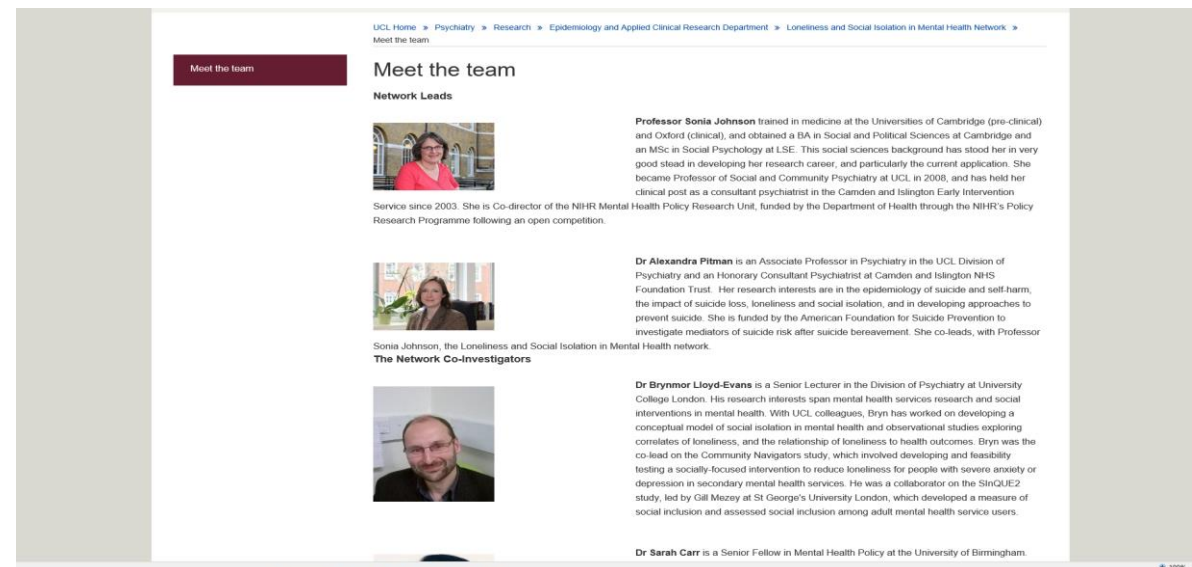 UCL Home » Psychiatry » Research » Epidemiology and Applied Clinical Research Department » Loneliness and Social Isolation in Mental Health Network »
Meet the team
Meet the team
Meet the team
Network Leads
Professor Sonia Johnson trained in medicine at the Universities of Cambridge (pre-clinical)
and Oxford (clinical), and obtained a BA in Social and Political Sciences at Cambridge and
an MSc in Social Psychology at LSE. This social sciences background has stood her in very
good stead in developing her research career, and particularly the current application. She
became Professor of Social and Community Psychiatry at UCL in 2008, and has held her
clinical post as a consultant psychiatrist in the Camden and Islington Early Intervention
Service since 2003. She is Co-director of the NIHR Mental Health Policy Research Unit, funded by the Department of Health through the NIHR's Policy
Research Programme following an open competition.
Dr Alexandra Pitman is an Associate Professor in Psychiatry in the UCL Division of
Psychiatry and an Honorary Consultant Psychiatrist at Camden and Islington NHS
Foundation Trust. Her research interests are in the epidemiology of suicide and self-harm,
the impact of suicide loss, loneliness and social isolation, and in developing approaches to
prevent suicide. She is funded by the American Foundation for Suicide Prevention to
investigate mediators of suicide risk after suicide bereavement. She co-leads, with Professor
Sonia Johnson, the Loneliness and Social Isolation in Mental Health network.
The Network Co-Investigators
Dr Brynmor Lloyd-Evans is a Senior Lecturer in the Division of Psychiatry at University
College London. His research interests span mental health services research and social
interventions in mental health. With UCL colleagues, Bryn has worked on developing a
conceptual model of social isolation in mental health and observational studies exploring
correlates of loneliness, and the relationship of loneliness to health outcomes. Bryn was the
co-lead on the Community Navigators study, which involved developing and feasibility
testing a socially-focused intervention to reduce loneliness for people with severe anxiety or
depression in secondary mental health services. He was a collaborator on the SInQUE2
study, led by Gill Mezey at St George's University London, which developed a measure of
social inclusion and assessed social inclusion among adult mental health service users.
Dr Sarah Carr is a Senior Fellow in Mental Health Policy at the University of Birmingham.